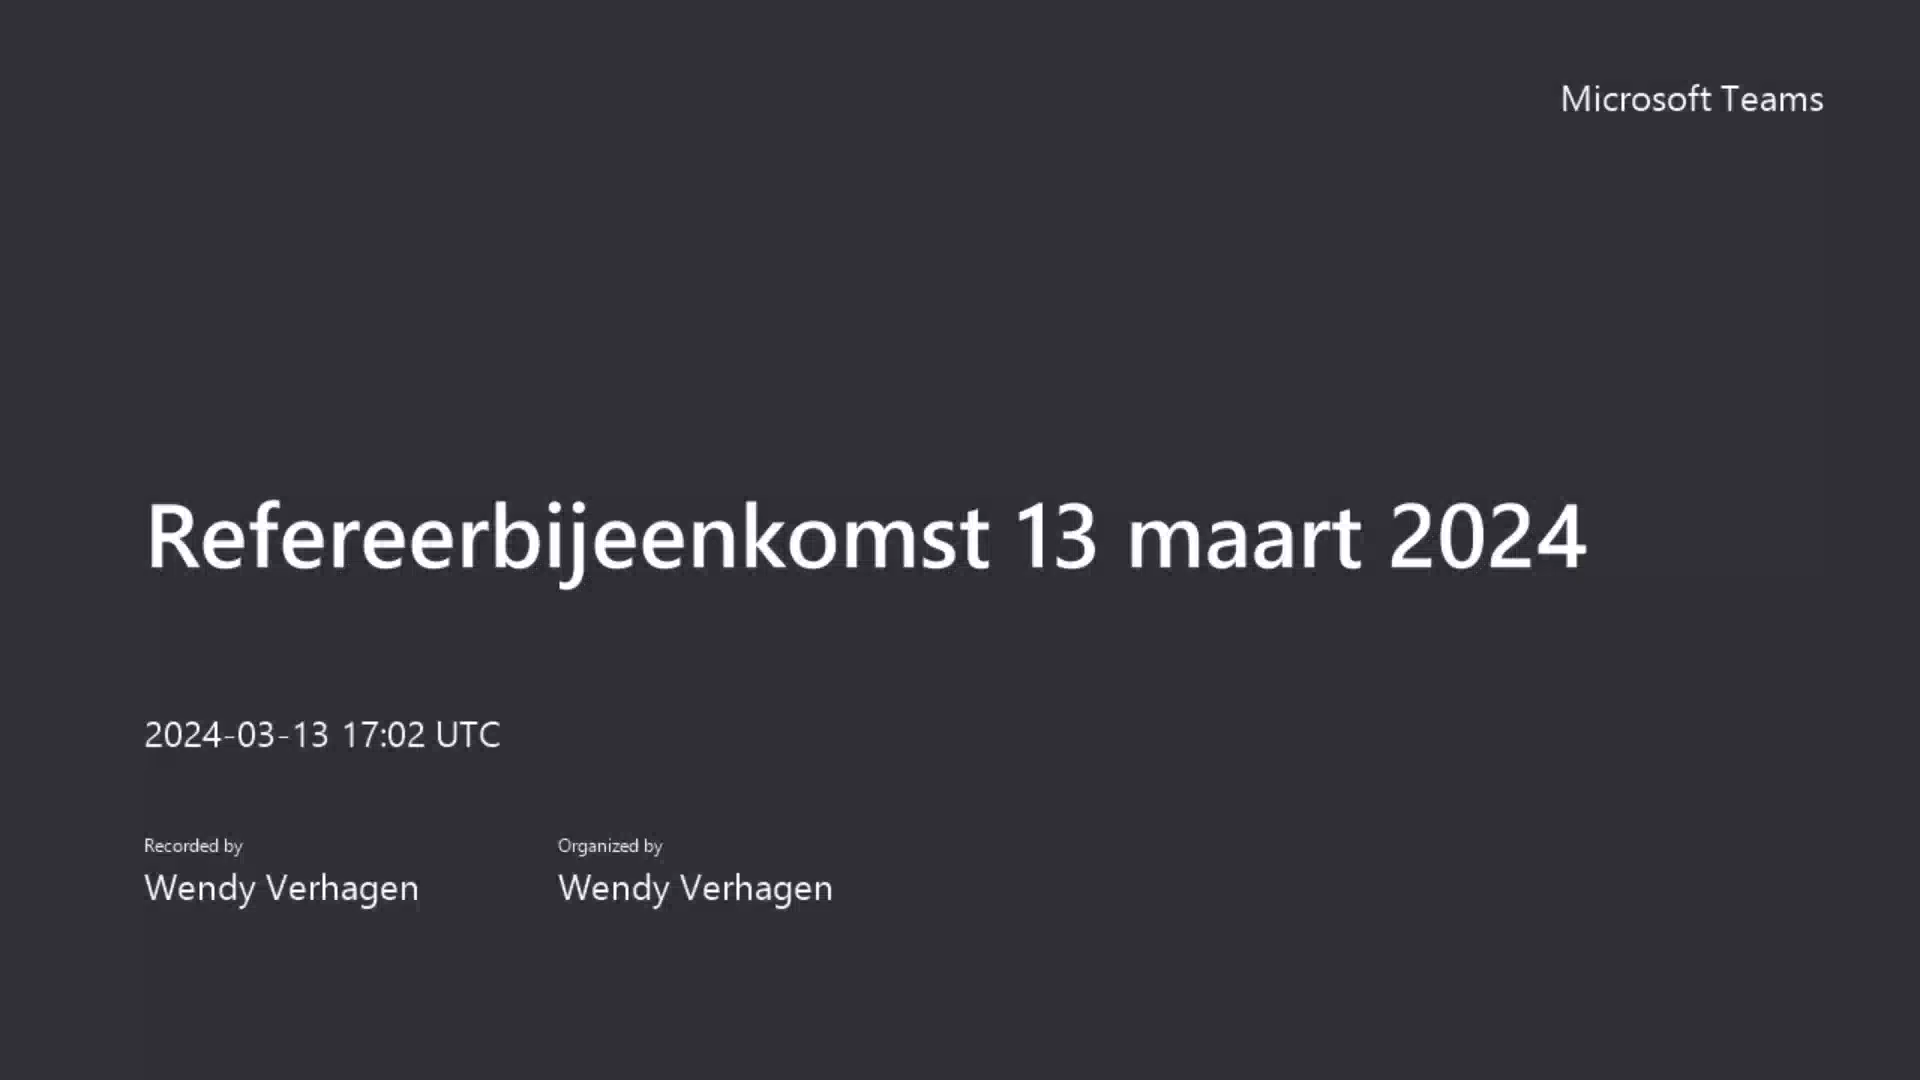 Microsoft Teams
Refereerbijeenkomst 13 maart 2024
2024-03-13 17:02 UTC
Recorded by
Wendy Verhagen
Organized by
Wendy Verhagen